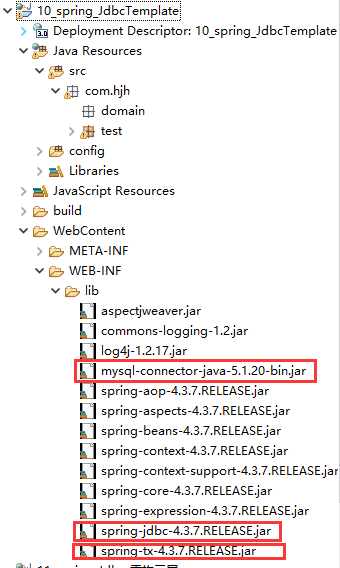 10_spring_JdbcTemplate
Deployment Descriptor: 10_spring_JdbcTemplate
Java Resources
src
com.hjh
domain
test
config
Libraries
JavaScript Resources
build
WebContent
META-INF
WEB-INF
lib
aspectjweaver.jar
commons-logging-1.2.jar
log4j-1.2.17.jar
mysql-connector-java-5.1.20-bin.jar
spring-aop-4.3.7.RELEASE.jar
spring-aspects-4.3.7.RELEASE.jar
spring-beans-4.3.7.RELEASE.jar
spring-context-4.3.7.RELEASE.jar
spring-context-support-4.3.7.RELEASE.jar
spring-core-4.3.7.RELEASE.jar
spring-expression-4.3.7.RELEASE.jar
spring-jdbc-4.3.7.RELEASE.jar
spring-tx-4.3.7.RELEASE.jar